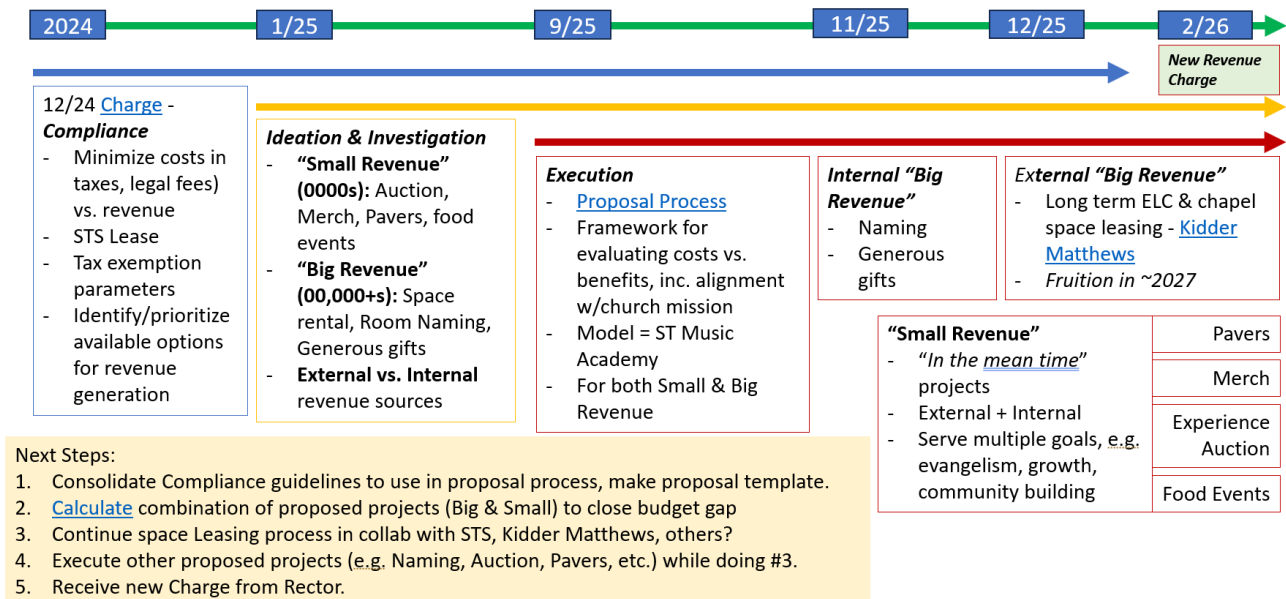 2024
1/25
9/25
11/25
12/25
2/26
New Revenue
Charge
12/24 Charge -
Compliance
- Minimize costs in
taxes, legal fees)
vs. revenue
- STS Lease
- Tax exemption
parameters
- Identify/prioritize
available options
for revenue
generation
Ideation & Investigation
- “Small Revenue”
(0000s): Auction,
Merch, Pavers, food
events
- “Big Revenue”
(00,000+s): Space
rental, Room Naming,
Generous gifts
- External vs. Internal
revenue sources
Execution
- Proposal Process
- Framework for
evaluating costs vs.
benefits, inc. alignment
w/church mission
- Model = ST Music
Academy
- For both Small & Big
Revenue
Internal “Big
Revenue”
- Naming
- Generous
gifts
External “Big Revenue”
- Long term ELC & chapel
space leasing - Kidder
Matthews
- Fruition in ~2027
“Small Revenue”
- “In the mean time”
projects
- External + Internal
- Serve multiple goals, e.g.
evangelism, growth,
community building
Pavers
Merch
Experience
Auction
Food Events
Next Steps:
1. Consolidate Compliance guidelines to use in proposal process, make proposal template.
2. Calculate combination of proposed projects (Big & Small) to close budget gap
3. Continue space Leasing process in collab with STS, Kidder Matthews, others?
4. Execute other proposed projects (e.g. Naming, Auction, Pavers, etc.) while doing #3.
5. Receive new Charge from Rector.